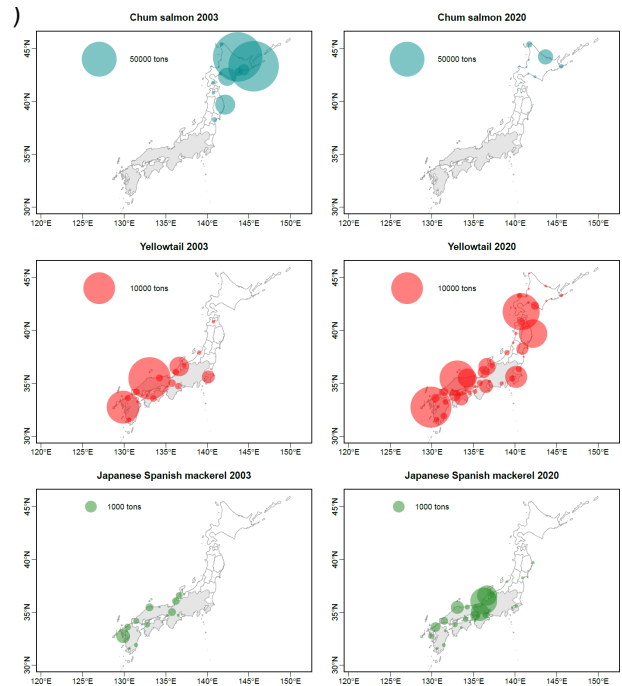 )
Chum salmon 2003
Chum salmon 2020
45°N
40°N
35°N
30°N
50000 tons
45°N
40°N
35°N
30°N
50000 tons
120°E 125°E 130°E 135°E 140°E 145°E 150°E
120°E 125°E 130°E 135°E 140°E 145°E 150°E
Yellowtail 2003
Yellowtail 2020
45°N
40°N
35°N
30°N
10000 tons
45°N
40°N
35°N
30°N
10000 tons
120°E 125°E 130°E 135°E 140°E 145°E 150°E
120°E 125°E 130°E 135°E 140°E 145°E 150°E
Japanese Spanish mackerel 2003
Japanese Spanish mackerel 2020
45°N
40°N
35°N
30°N
1000 tons
45°N
40°N
35°N
30°N
1000 tons
120°E 125°E 130°E 135°E 140°E 145°E 150°E
120°E 125°E 130°E 135°E 140°E 145°E 150°E